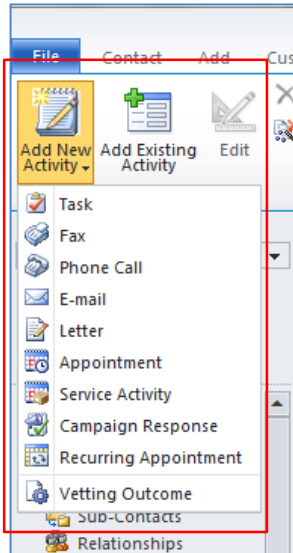 File Contact Add Cus
Add New Add Existing Edit
Activity Activity
Task
Fax
Phone Call
E-mail
Letter
Appointment
Service Activity
Campaign Response
Recurring Appointment
Vetting Outcome
Sub-Contacts
Relationships